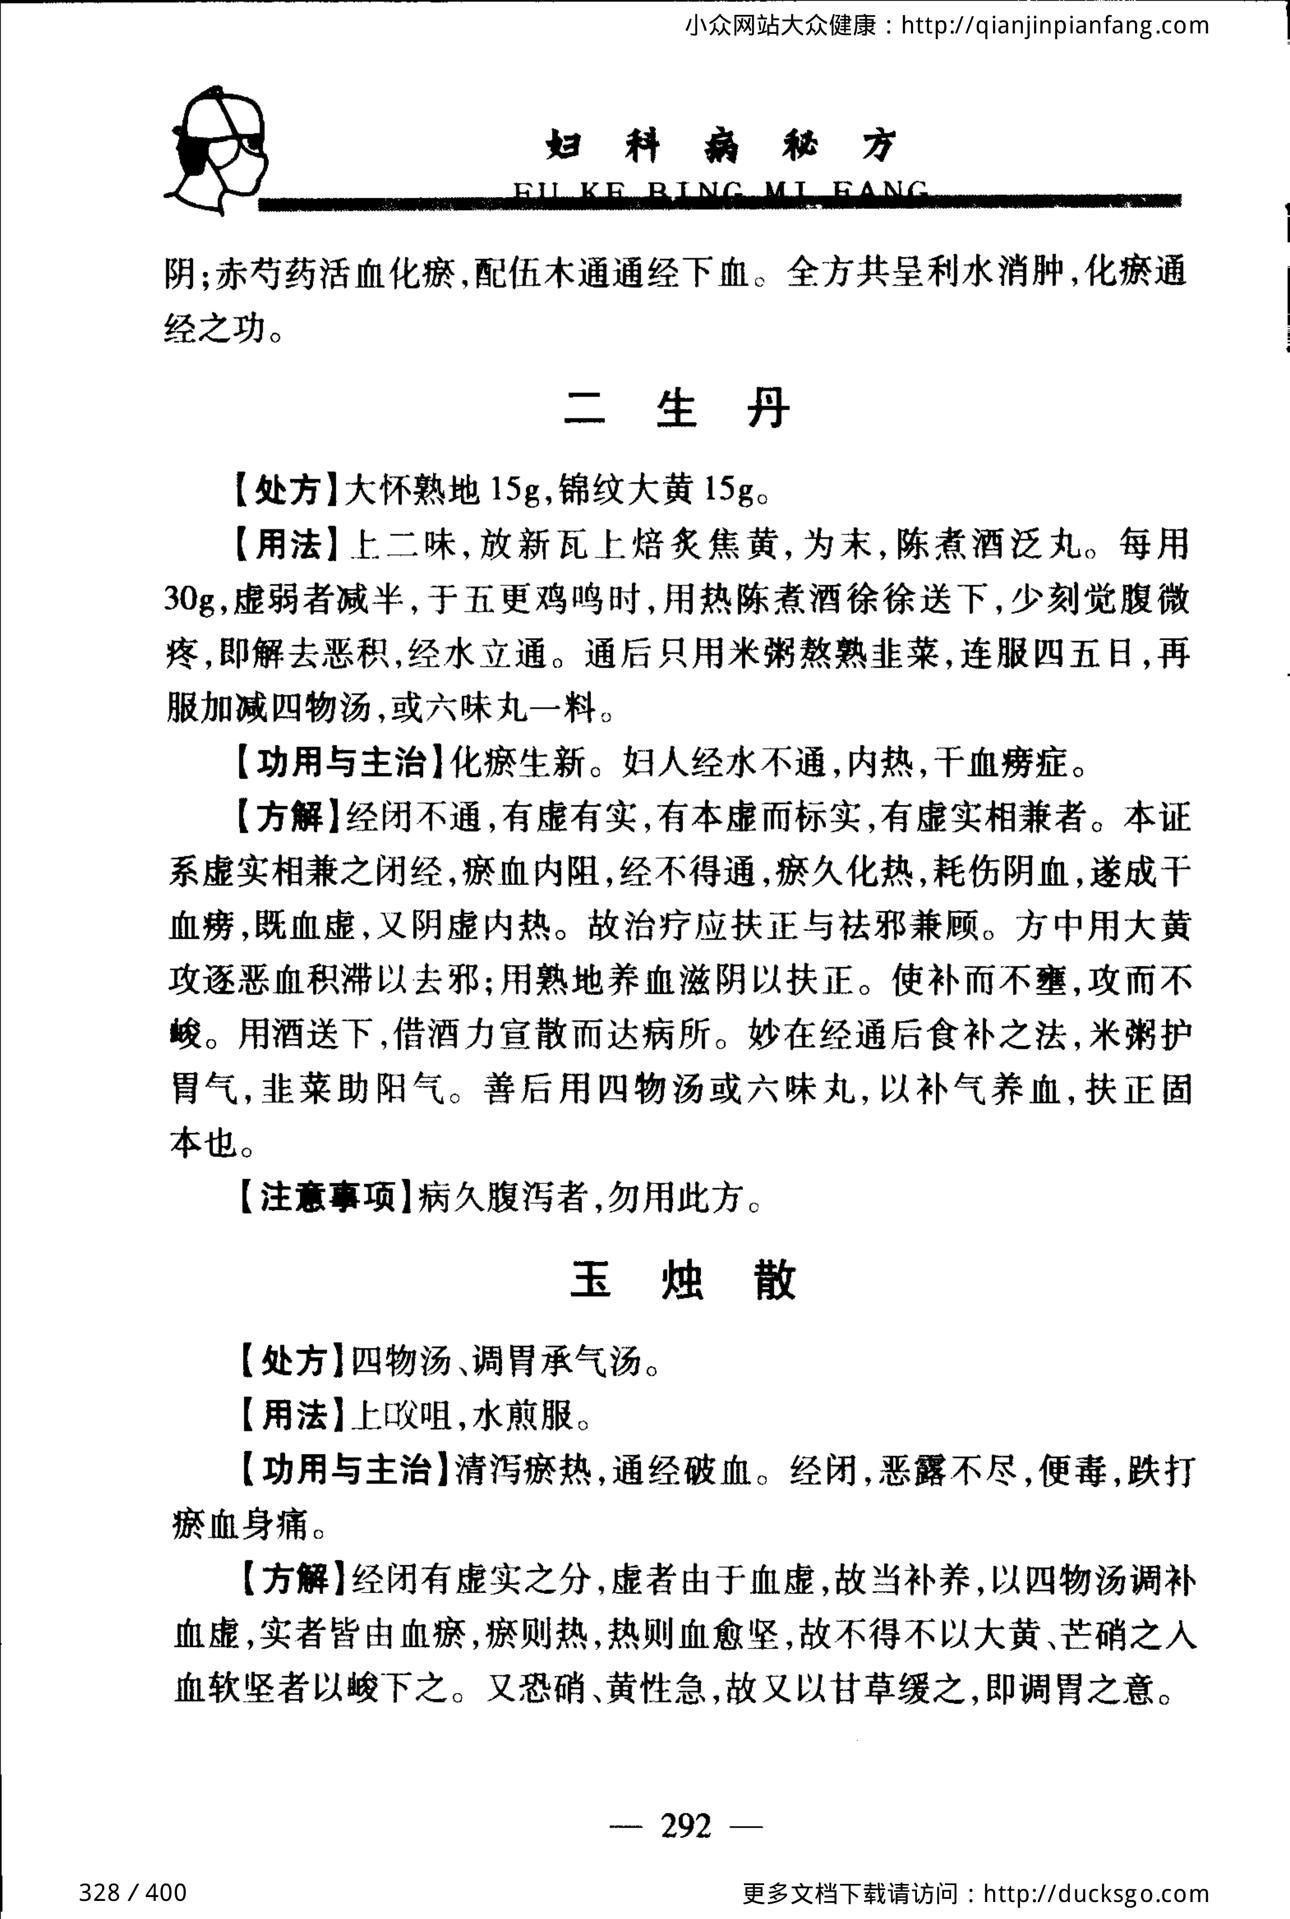 小众网站大众健康：http://qianjinpianfang.com
妇科病秘方
FU KE BING MI FANG
阴;赤芍药活血化瘀,配伍木通通经下血。全方共呈利水消肿,化瘀通
经之功。
二生丹
【处方】大怀熟地15g,锦纹大黄15g。
【用法】上二味,放新瓦上焙炙焦黄,为末,陈煮酒泛丸。每用
30g,虚弱者减半,于五更鸡鸣时,用热陈煮酒徐徐送下,少刻觉腹微
疼,即解去恶积,经水立通。通后只用米粥熬熟韭菜,连服四五日,再
服加减四物汤,或六味丸一料。
【功用与主治】化瘀生新。妇人经水不通,内热,干血痨症。
【方解】经闭不通,有虚有实,有本虚而标实,有虚实相兼者。本证
系虚实相兼之闭经,瘀血内阻,经不得通,瘀久化热,耗伤阴血,遂成干
血痨,既血虚,又阴虚内热。故治疗应扶正与祛邪兼顾。方中用大黄
攻逐恶血积滞以去邪;用熟地养血滋阴以扶正。使补而不壅,攻而不
峻。用酒送下,借酒力宣散而达病所。妙在经通后食补之法,米粥护
胃气,韭菜助阳气。善后用四物汤或六味丸,以补气养血,扶正固
本也。
【注意事项】病久腹泻者,勿用此方。
玉烛散
【处方】四物汤、调胃承气汤。
【用法】上㕮咀,水煎服。
【功用与主治】清泻瘀热,通经破血。经闭,恶露不尽,便毒,跌打
瘀血身痛。
【方解】经闭有虚实之分,虚者由于血虚,故当补养,以四物汤调补
血虚,实者皆由血瘀,瘀则热,热则血愈坚,故不得不以大黄、芒硝之入
血软坚者以峻下之。又恐硝、黄性急,故又以甘草缓之,即调胃之意。
— 292 —
328 / 400
更多文档下载请访问：http://ducksgo.com